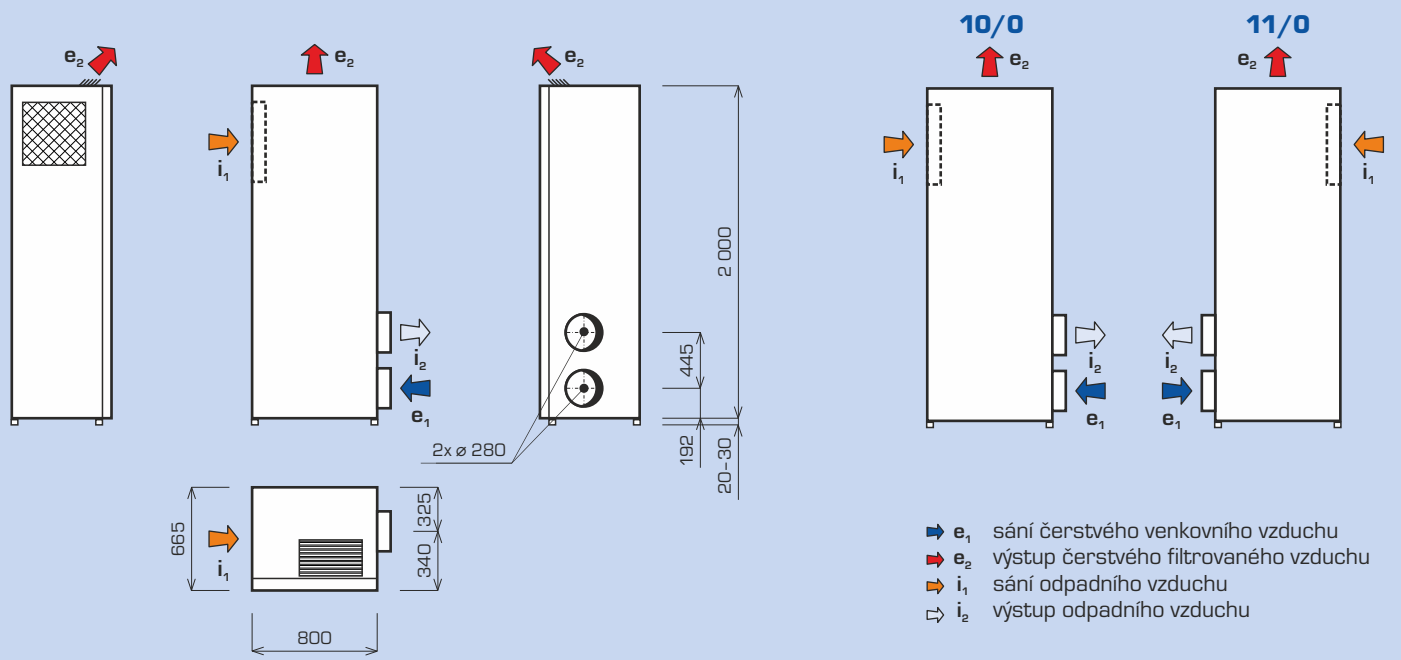 10/0
11/0
e₂
e₂
e₂
e₂
e₂
i₁
i₁
i₁
2 000
i₂
i₂
i₂
445
e₁
e₁
e₁
2x ø 280
192
20-30
665
i₁
325
340
800
e₁ sání čerstvého venkovního vzduchu
e₂ výstup čerstvého filtrovaného vzduchu
i₁ sání odpadního vzduchu
i₂ výstup odpadního vzduchu